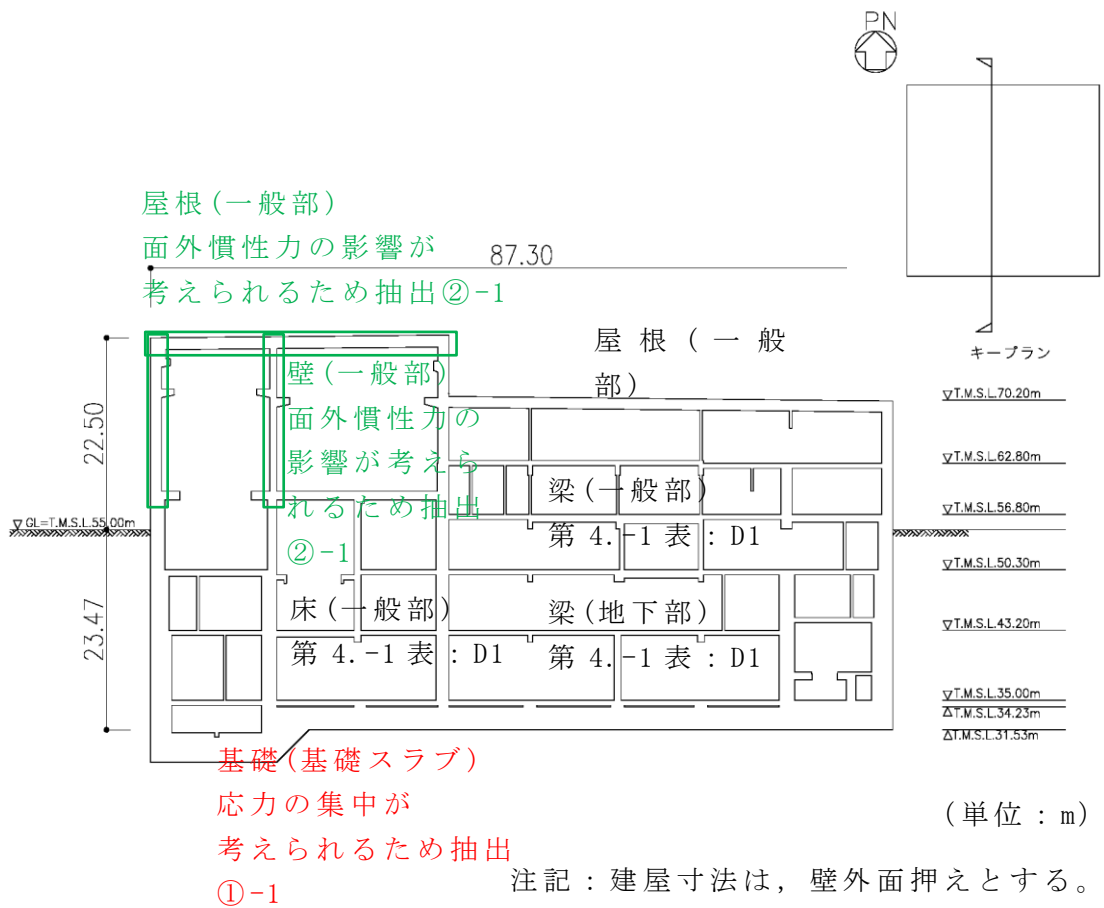 PN
キープラン
屋根(一般部)
面外慣性力の影響が
考えられるため抽出②-1
87.30
屋根(一般
部)
壁(一般部)
面外慣性力の
影響が考えら
れるため抽出
②-1
22.50
23.47
▽GL=T.M.S.L.55.00m
梁(一般部)
第 4.-1 表 : D1
床(一般部)
第 4.-1 表 : D1
梁(地下部)
第 4.-1 表 : D1
▽T.M.S.L.70.20m
▽T.M.S.L.62.80m
▽T.M.S.L.56.80m
▽T.M.S.L.50.30m
▽T.M.S.L.43.20m
▽T.M.S.L.35.00m
△T.M.S.L.34.23m
△T.M.S.L.31.53m
基礎(基礎スラブ)
応力の集中が
考えられるため抽出
①-1
(単位:m)
注記:建屋寸法は,壁外面押えとする。